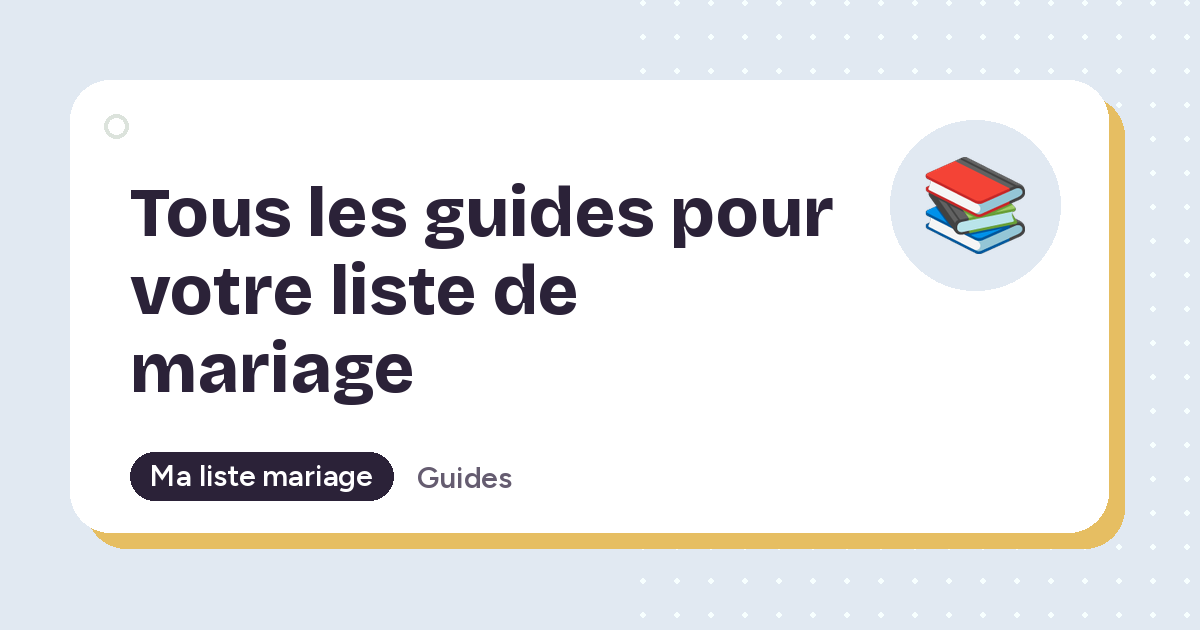 Tous les guides pour
votre liste de
mariage
Ma liste mariage Guides